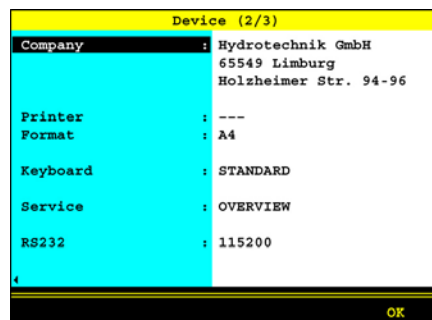 Device (2/3)
Company : Hydrotechnik GmbH
65549 Limburg
Holzheimer Str. 94-96
Printer : ---
Format : A4
Keyboard : STANDARD
Service : OVERVIEW
RS232 : 115200
OK